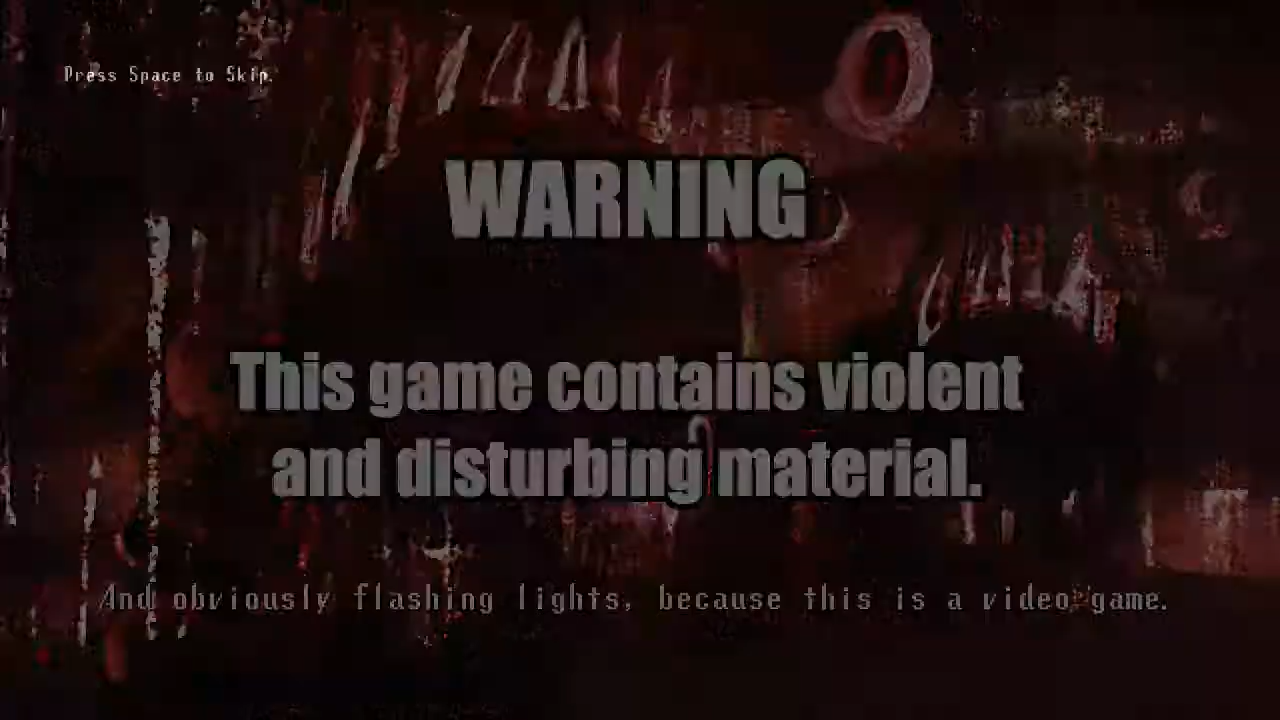 Press Space to Skip.
WARNING
This game contains violent
and disturbing material.
And obviously flashing lights, because this is a video game.